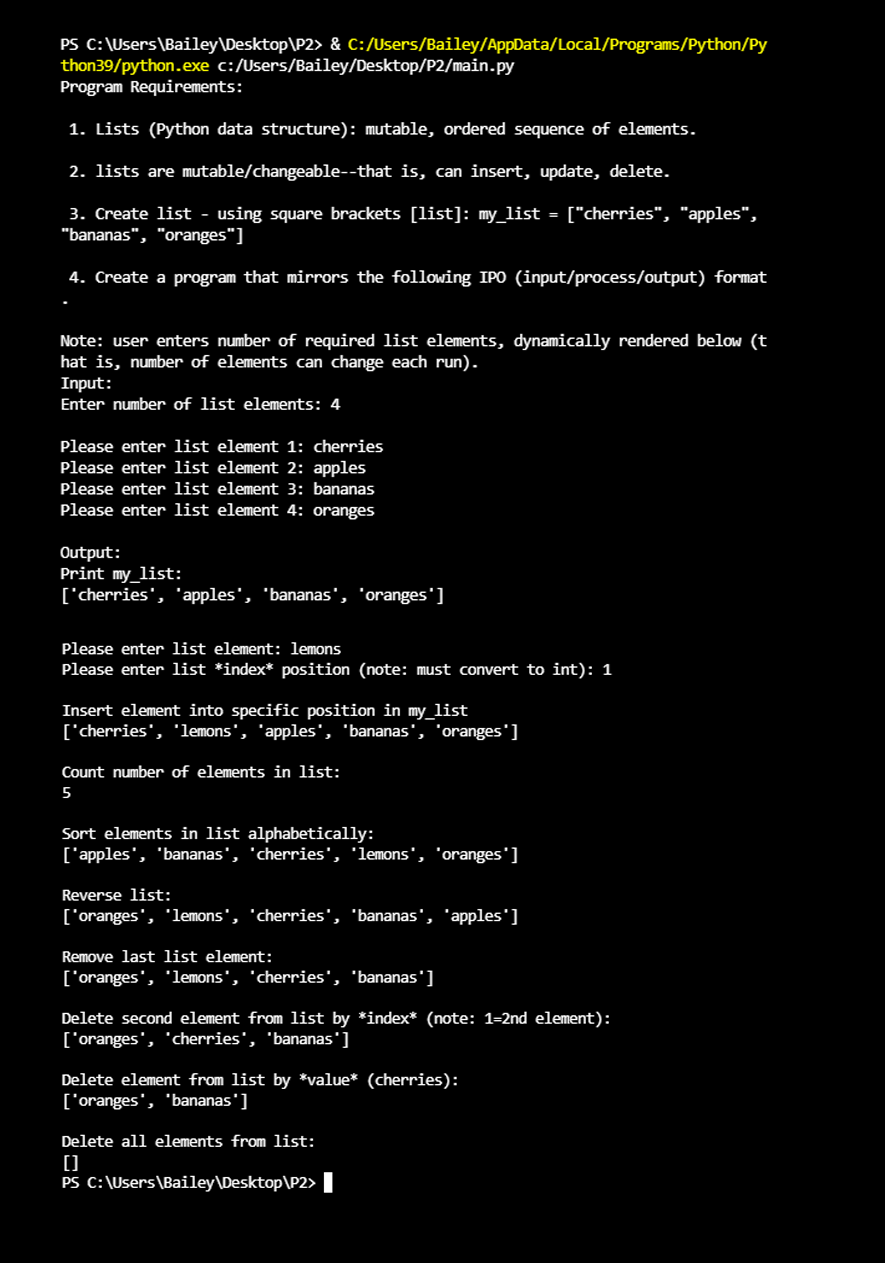 PS C:\Users\Bailey\Desktop\P2> & C:/Users/Bailey/AppData/Local/Programs/Python/Py
thon39/python.exe c:/Users/Bailey/Desktop/P2/main.py
Program Requirements:
1. Lists (Python data structure): mutable, ordered sequence of elements.
2. lists are mutable/changeable--that is, can insert, update, delete.
3. Create list - using square brackets [list]: my_list = ["cherries", "apples",
"bananas", "oranges"]
4. Create a program that mirrors the following IPO (input/process/output) format
.
Note: user enters number of required list elements, dynamically rendered below (t
hat is, number of elements can change each run).
Input:
Enter number of list elements: 4
Please enter list element 1: cherries
Please enter list element 2: apples
Please enter list element 3: bananas
Please enter list element 4: oranges
Output:
Print my_list:
['cherries', 'apples', 'bananas', 'oranges']
Please enter list element: lemons
Please enter list *index* position (note: must convert to int): 1
Insert element into specific position in my_list
['cherries', 'lemons', 'apples', 'bananas', 'oranges']
Count number of elements in list:
5
Sort elements in list alphabetically:
['apples', 'bananas', 'cherries', 'lemons', 'oranges']
Reverse list:
['oranges', 'lemons', 'cherries', 'bananas', 'apples']
Remove last list element:
['oranges', 'lemons', 'cherries', 'bananas']
Delete second element from list by *index* (note: 1=2nd element):
['oranges', 'cherries', 'bananas']
Delete element from list by *value* (cherries):
['oranges', 'bananas']
Delete all elements from list:
[]
PS C:\Users\Bailey\Desktop\P2>